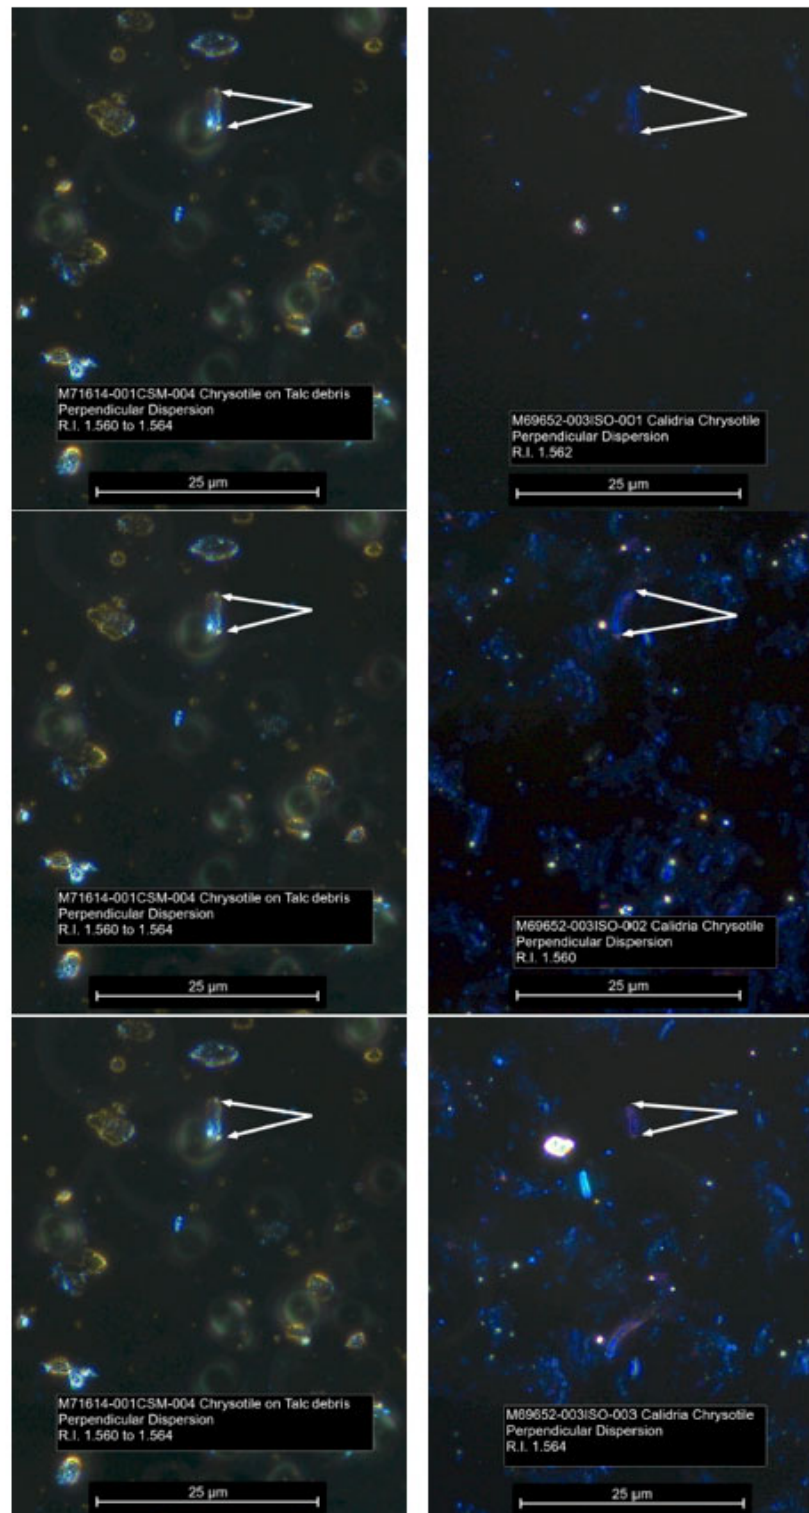 M71614-001CSM-004 Chrysotile on Talc debris
Perpendicular Dispersion
R.I. 1.560 to 1.564
25 µm
M69652-003ISO-001 Calidria Chrysotile
Perpendicular Dispersion
R.I. 1.562
25 µm
M71614-001CSM-004 Chrysotile on Talc debris
Perpendicular Dispersion
R.I. 1.560 to 1.564
25 µm
M69652-003ISO-002 Calidria Chrysotile
Perpendicular Dispersion
R.I. 1.560
25 µm
M71614-001CSM-004 Chrysotile on Talc debris
Perpendicular Dispersion
R.I. 1.560 to 1.564
25 µm
M69652-003ISO-003 Calidria Chrysotile
Perpendicular Dispersion
R.I. 1.564
25 µm